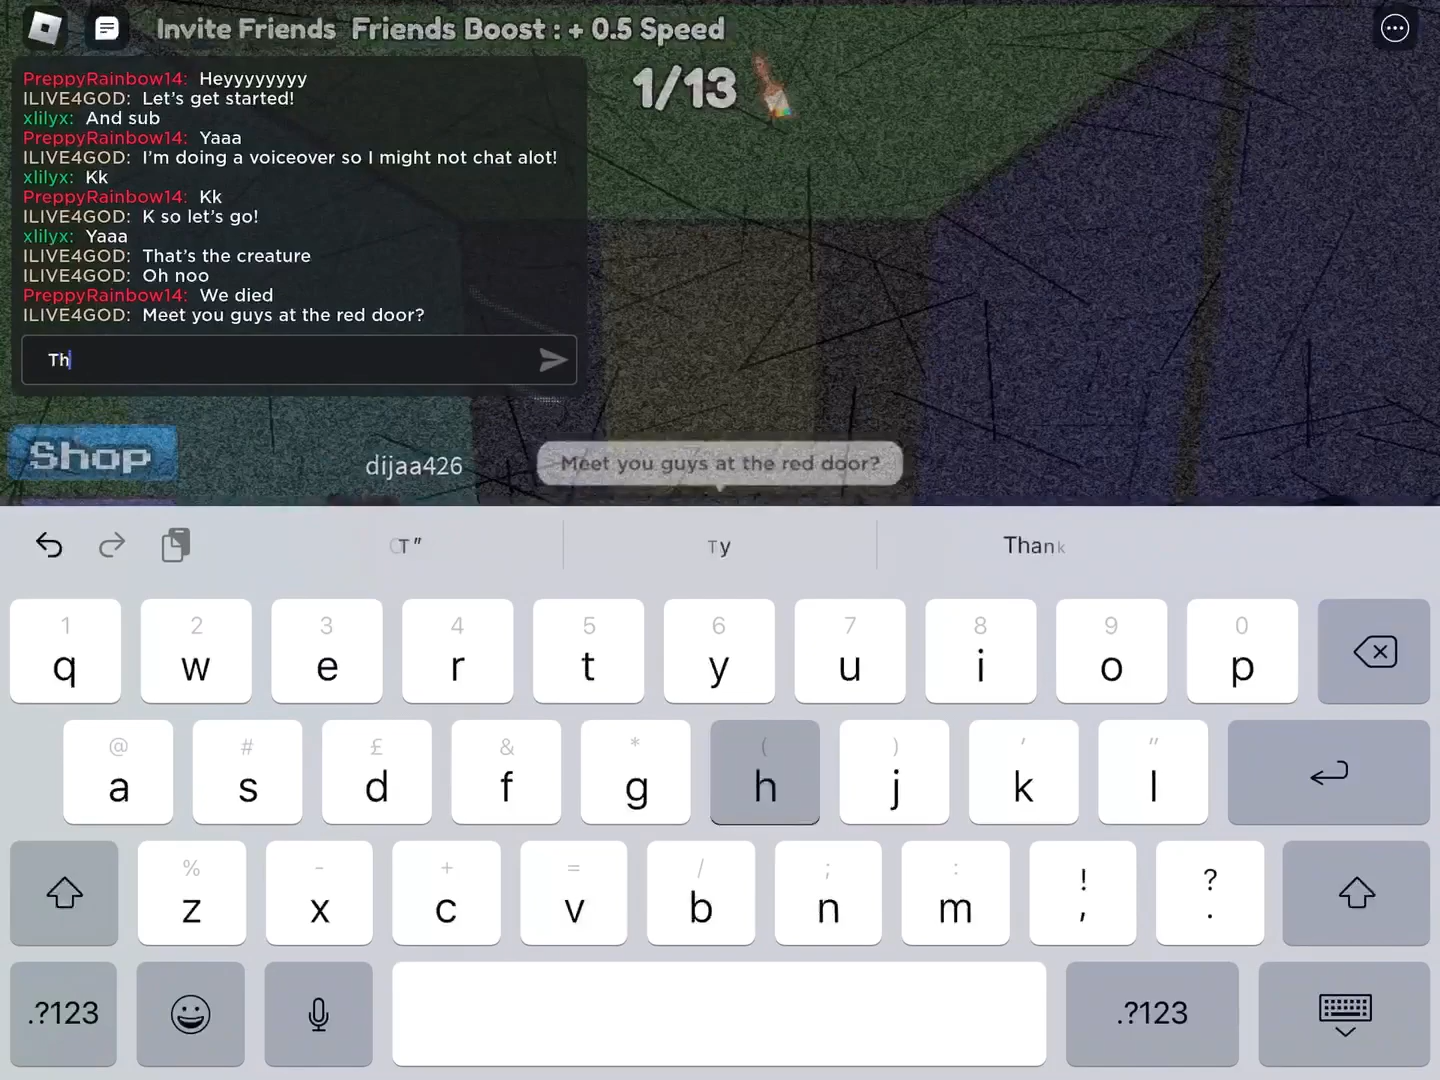 Invite Friends Friends Boost : + 0.5 Speed
1/13
PreppyRainbow14: Heyyyyyyyy
ILIVE4GOD: Let's get started!
xlilyx: And sub
PreppyRainbow14: Yaaa
ILIVE4GOD: I'm doing a voiceover so I might not chat alot!
xlilyx: Kk
PreppyRainbow14: Kk
ILIVE4GOD: K so let's go!
xlilyx: Yaaa
ILIVE4GOD: That's the creature
ILIVE4GOD: Oh noo
PreppyRainbow14: We died
ILIVE4GOD: Meet you guys at the red door?
Th
Shop
dijaa426
Meet you guys at the red door?
Ty Thank
1 2 3 4 5 6 7 8 9 0
q w e r t y u i o p
@ # £ & * ( ) ' "
a s d f g h j k l
% - + = / ; : ! ?
z x c v b n m , .
.?123 .?123